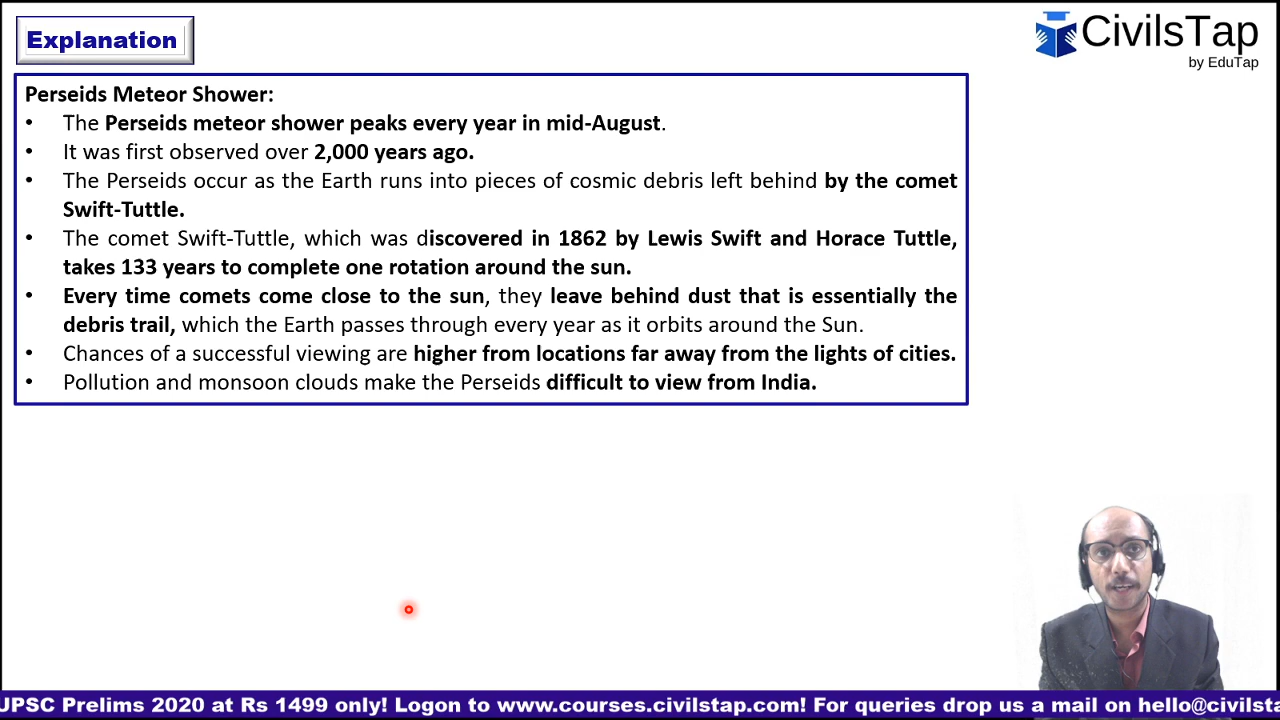 Explanation
CivilsTap
by EduTap
Perseids Meteor Shower:
• The Perseids meteor shower peaks every year in mid-August.
• It was first observed over 2,000 years ago.
• The Perseids occur as the Earth runs into pieces of cosmic debris left behind by the comet
Swift-Tuttle.
• The comet Swift-Tuttle, which was discovered in 1862 by Lewis Swift and Horace Tuttle,
takes 133 years to complete one rotation around the sun.
• Every time comets come close to the sun, they leave behind dust that is essentially the
debris trail, which the Earth passes through every year as it orbits around the Sun.
• Chances of a successful viewing are higher from locations far away from the lights of cities.
• Pollution and monsoon clouds make the Perseids difficult to view from India.
UPSC Prelims 2020 at Rs 1499 only! Logon to www.courses.civilstap.com! For queries drop us a mail on hello@civilsta